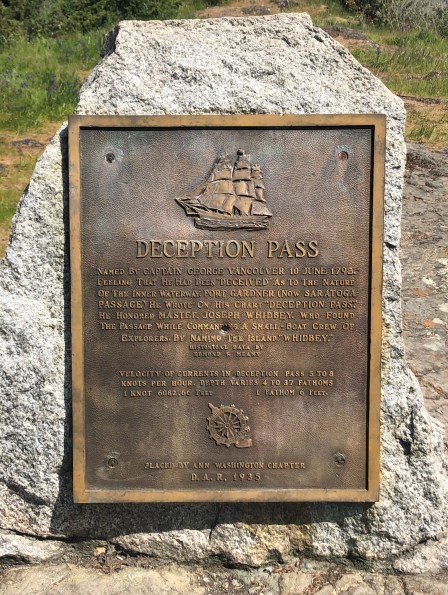 DECEPTION PASS
NAMED BY CAPTAIN GEORGE VANCOUVER 10 JUNE 1792.
FEELING THAT HE HAD BEEN "DECEIVED" AS TO THE NATURE
OF THE INNER WATERWAY, PORT GARDNER (NOW SARATOGA
PASSAGE) HE WROTE ON HIS CHART "DECEPTION PASS."
HE HONORED MASTER JOSEPH WHIDBEY, WHO FOUND
THE PASSAGE WHILE COMMANDING A SMALL-BOAT CREW OF
EXPLORERS, BY NAMING THE ISLAND "WHIDBEY."
HISTORICAL DATA BY
EDMOND S. MEANY
VELOCITY OF CURRENTS IN DECEPTION PASS 5 TO 8
KNOTS PER HOUR. DEPTH VARIES 4 TO 37 FATHOMS
1 KNOT 6082.66 FEET 1 FATHOM 6 FEET.
PLACED BY ANN WASHINGTON CHAPTER
D. A. R. 1935